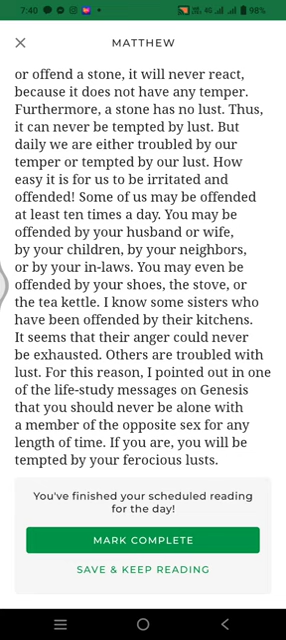 7:40
4G
98%
MATTHEW
or offend a stone, it will never react,
because it does not have any temper.
Furthermore, a stone has no lust. Thus,
it can never be tempted by lust. But
daily we are either troubled by our
temper or tempted by our lust. How
easy it is for us to be irritated and
offended! Some of us may be offended
at least ten times a day. You may be
offended by your husband or wife,
by your children, by your neighbors,
or by your in-laws. You may even be
offended by your shoes, the stove, or
the tea kettle. I know some sisters who
have been offended by their kitchens.
It seems that their anger could never
be exhausted. Others are troubled with
lust. For this reason, I pointed out in one
of the life-study messages on Genesis
that you should never be alone with
a member of the opposite sex for any
length of time. If you are, you will be
tempted by your ferocious lusts.
You've finished your scheduled reading
for the day!
MARK COMPLETE
SAVE & KEEP READING